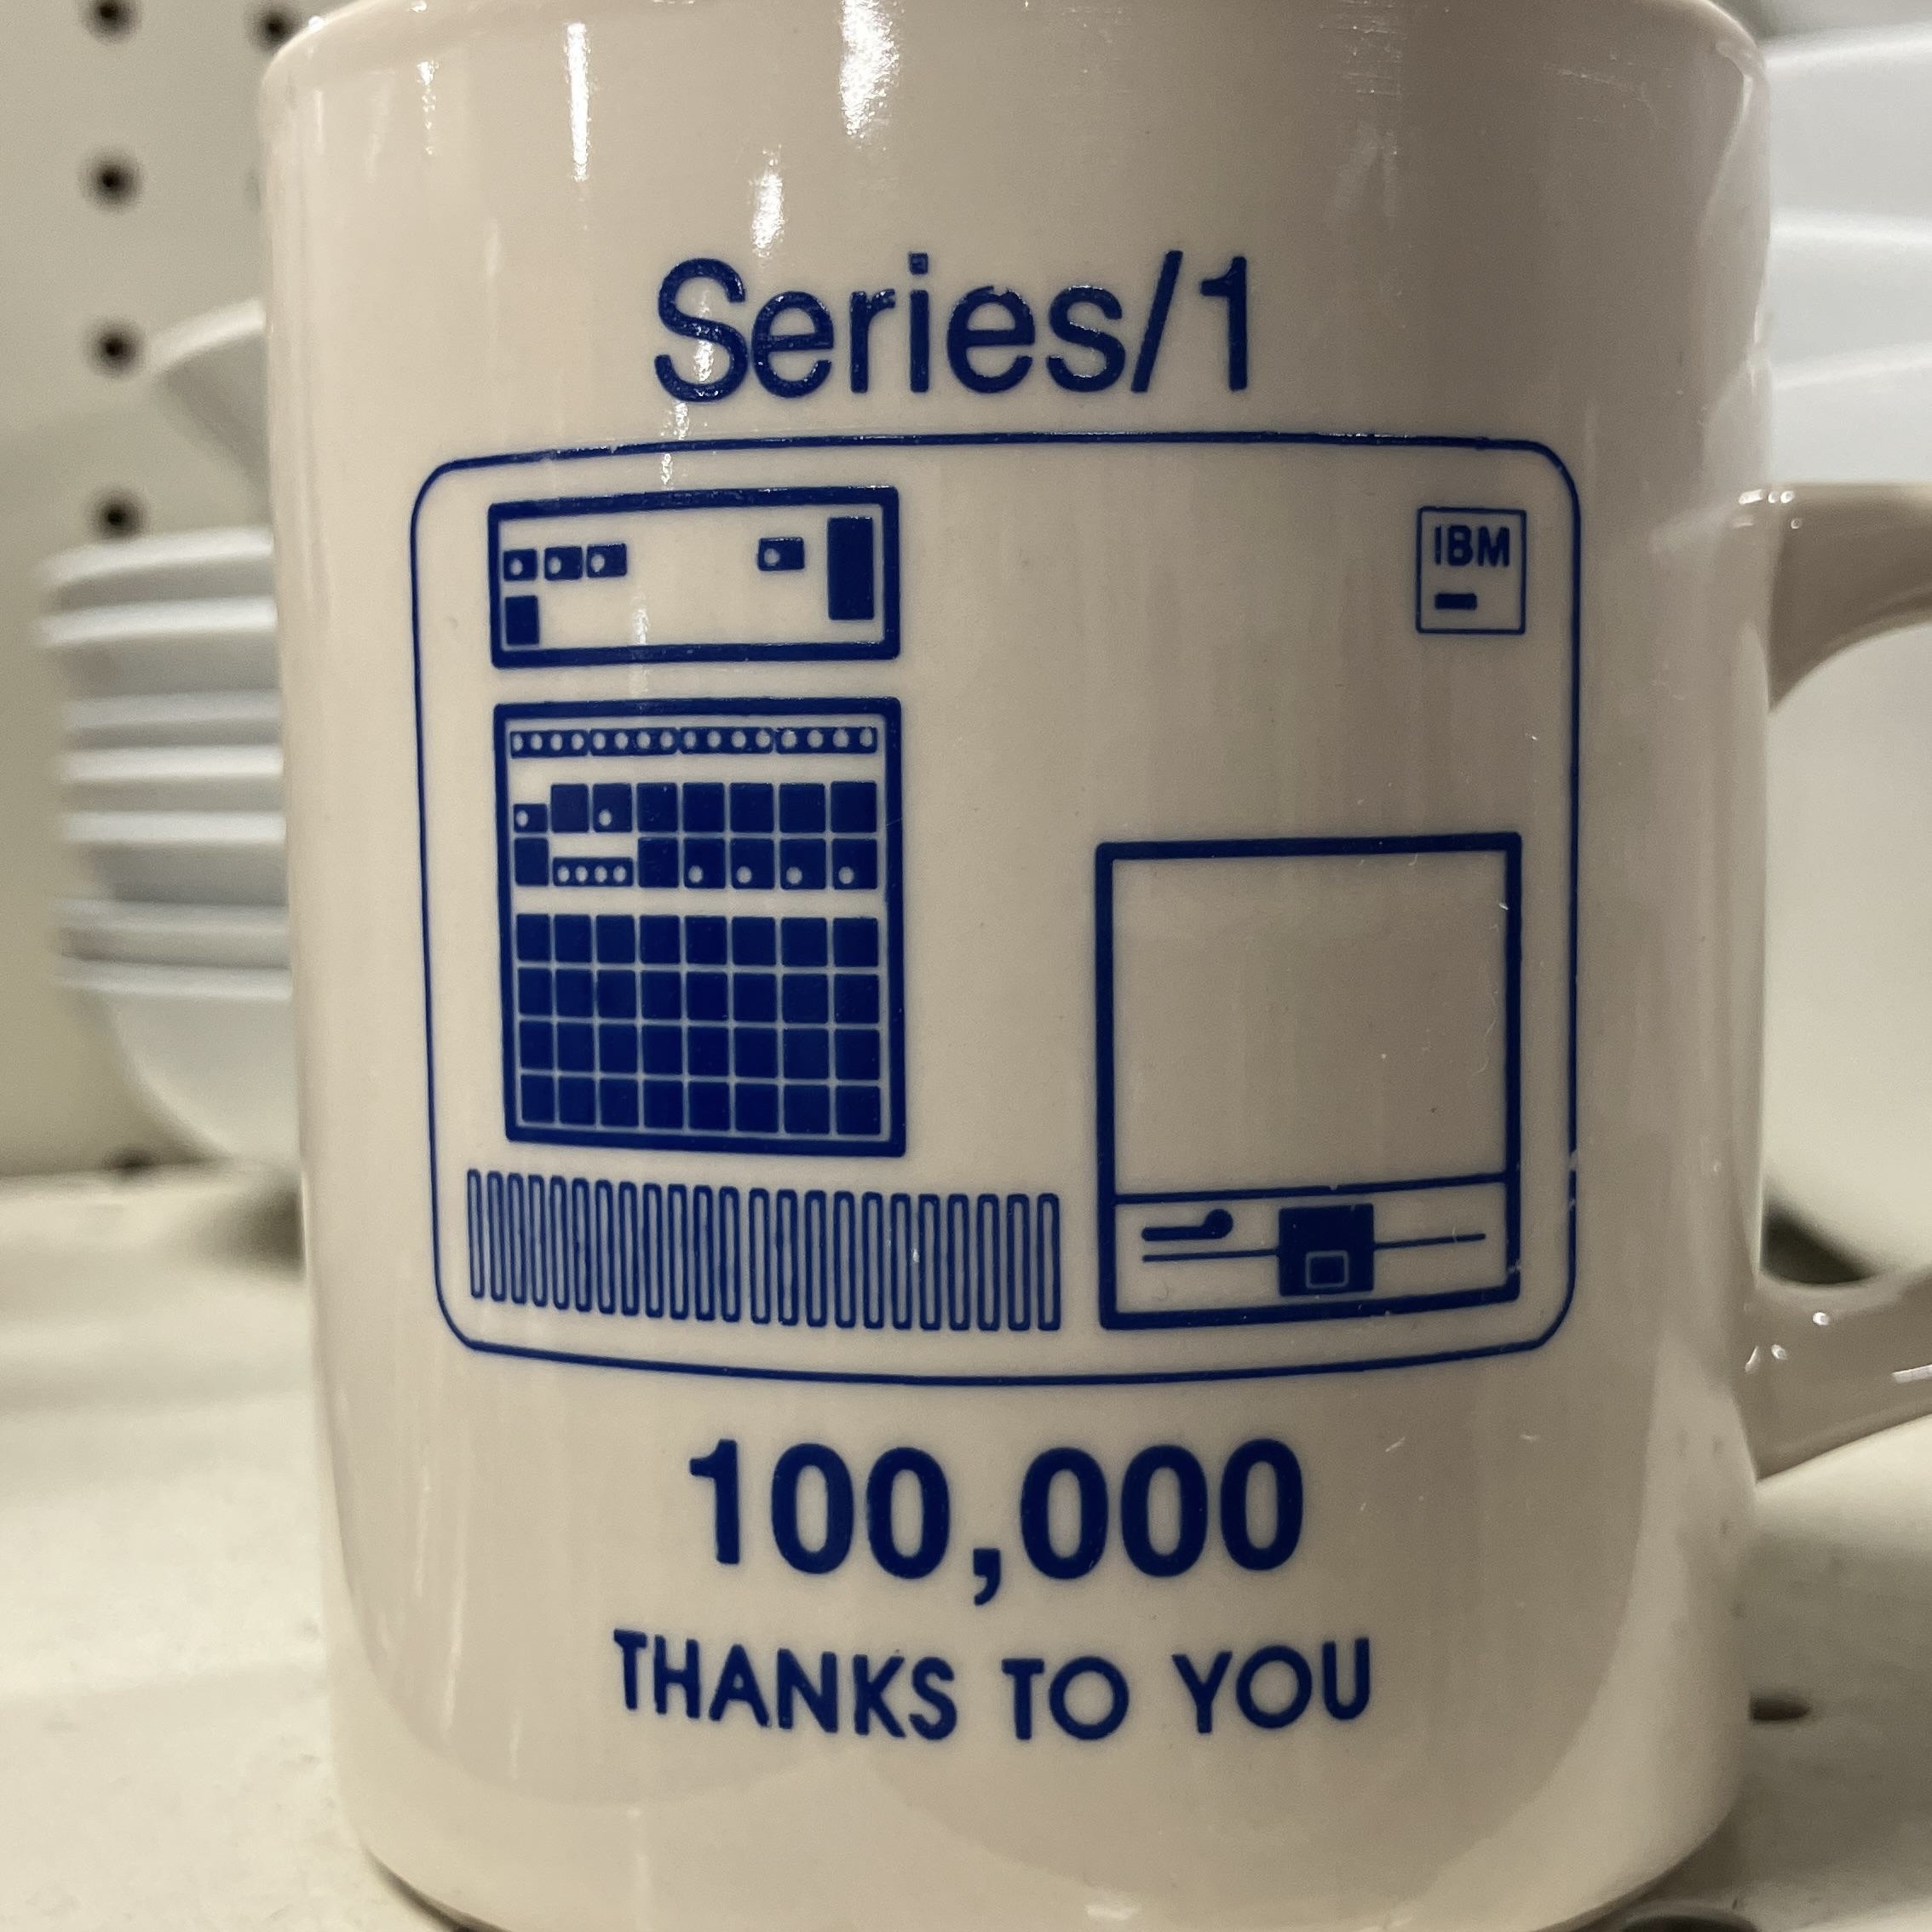 Series/1
IBM
100,000
THANKS TO YOU